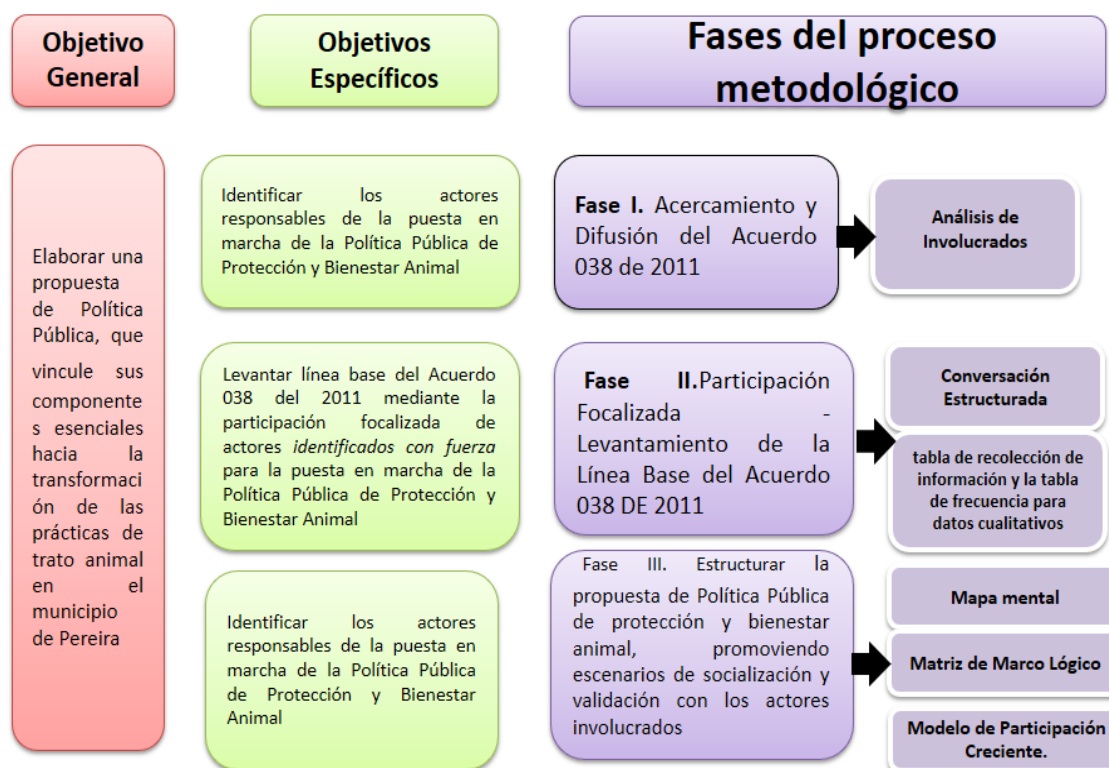 Objetivo
General
Objetivos
Específicos
Fases del proceso
metodológico
Elaborar una
propuesta
de Política
Pública, que
vincule sus
componente
s esenciales
hacia la
transformaci
ón de las
prácticas de
trato animal
en el
municipio
de Pereira
Identificar los actores
responsables de la puesta en
marcha de la Política Pública de
Protección y Bienestar Animal
Fase I. Acercamiento y
Difusión del Acuerdo
038 de 2011
Análisis de
Involucrados
Levantar línea base del Acuerdo
038 del 2011 mediante la
participación focalizada de
actores identificados con fuerza
para la puesta en marcha de la
Política Pública de Protección y
Bienestar Animal
Fase II.Participación
Focalizada -
Levantamiento de la
Línea Base del Acuerdo
038 DE 2011
Conversación
Estructurada
tabla de recolección de
información y la tabla
de frecuencia para
datos cualitativos
Identificar los actores
responsables de la puesta en
marcha de la Política Pública
de Protección y Bienestar
Animal
Fase III. Estructurar la
propuesta de Política Pública
de protección y bienestar
animal, promoviendo
escenarios de socialización y
validación con los actores
involucrados
Mapa mental
Matriz de Marco Lógico
Modelo de Participación
Creciente.